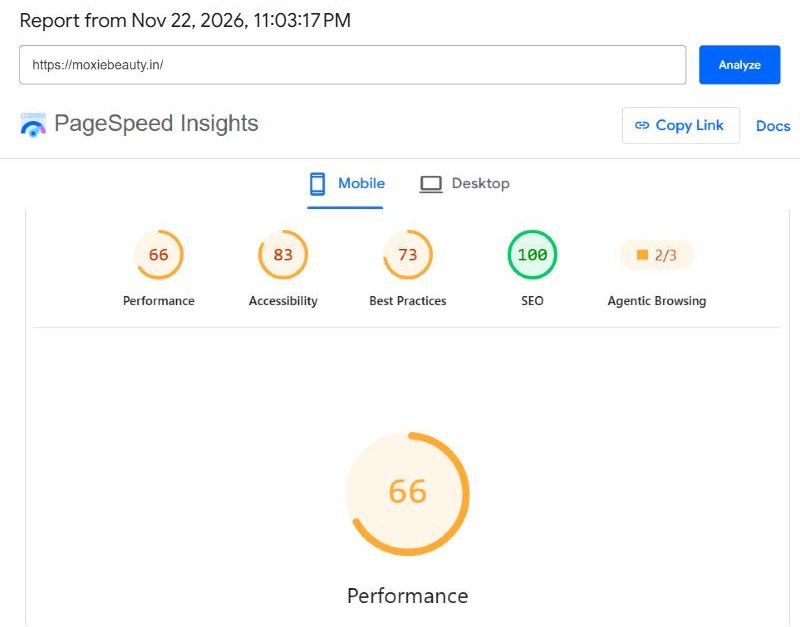 Report from Nov 22, 2026, 11:03:17 PM
https://moxiebeauty.in/
Analyze
PageSpeed Insights
Copy Link
Docs
Mobile
Desktop
66
83
73
100
2/3
Performance
Accessibility
Best Practices
SEO
Agentic Browsing
66
Performance